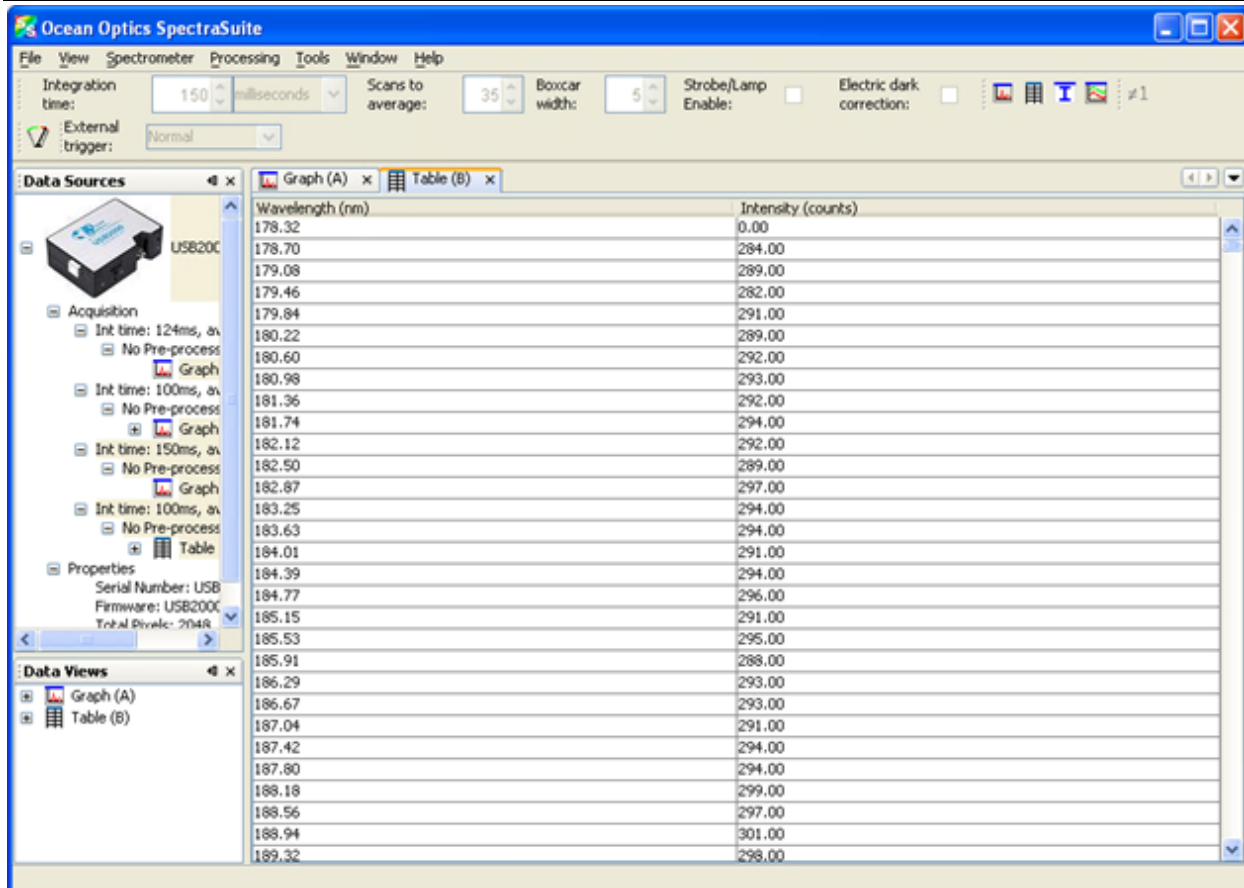 Ocean Optics SpectraSuite
File View Spectrometer Processing Tools Window Help
Integration time: 150 milliseconds Scans to average: 35 Boxcar width: 5 Strobe/Lamp Enable: Electric dark correction: ≠1
External trigger: Normal
Data Sources
USB200
USB2000
Acquisition
Int time: 124ms, av
No Pre-process
Graph
Int time: 100ms, av
No Pre-process
Graph
Int time: 150ms, av
No Pre-process
Graph
Int time: 100ms, av
No Pre-process
Table
Properties
Serial Number: USB
Firmware: USB2000
Total Pixels: 2048
Data Views
Graph (A)
Table (B)
Graph (A) Table (B)
Wavelength (nm) Intensity (counts)
178.32 0.00
178.70 284.00
179.08 289.00
179.46 282.00
179.84 291.00
180.22 289.00
180.60 292.00
180.98 293.00
181.36 292.00
181.74 294.00
182.12 292.00
182.50 289.00
182.87 297.00
183.25 294.00
183.63 294.00
184.01 291.00
184.39 294.00
184.77 296.00
185.15 291.00
185.53 295.00
185.91 288.00
186.29 293.00
186.67 293.00
187.04 291.00
187.42 294.00
187.80 294.00
188.18 299.00
188.56 297.00
188.94 301.00
189.32 298.00